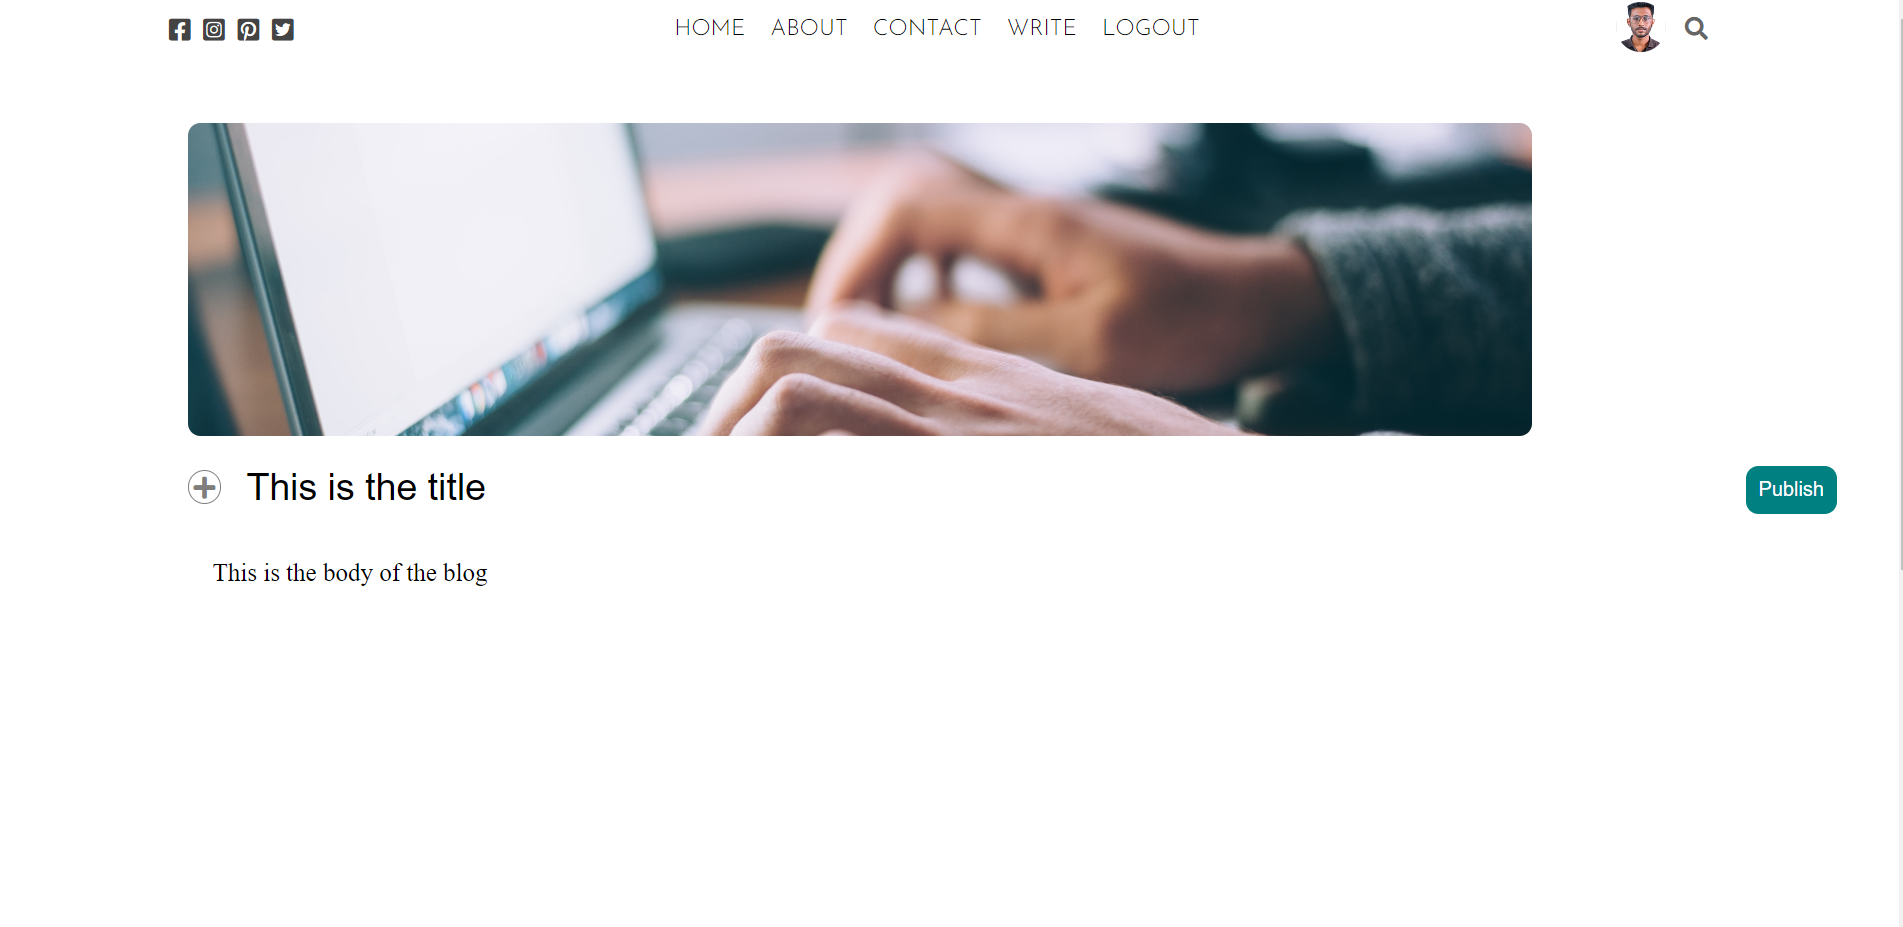 HOME ABOUT CONTACT WRITE LOGOUT
This is the title
Publish
This is the body of the blog